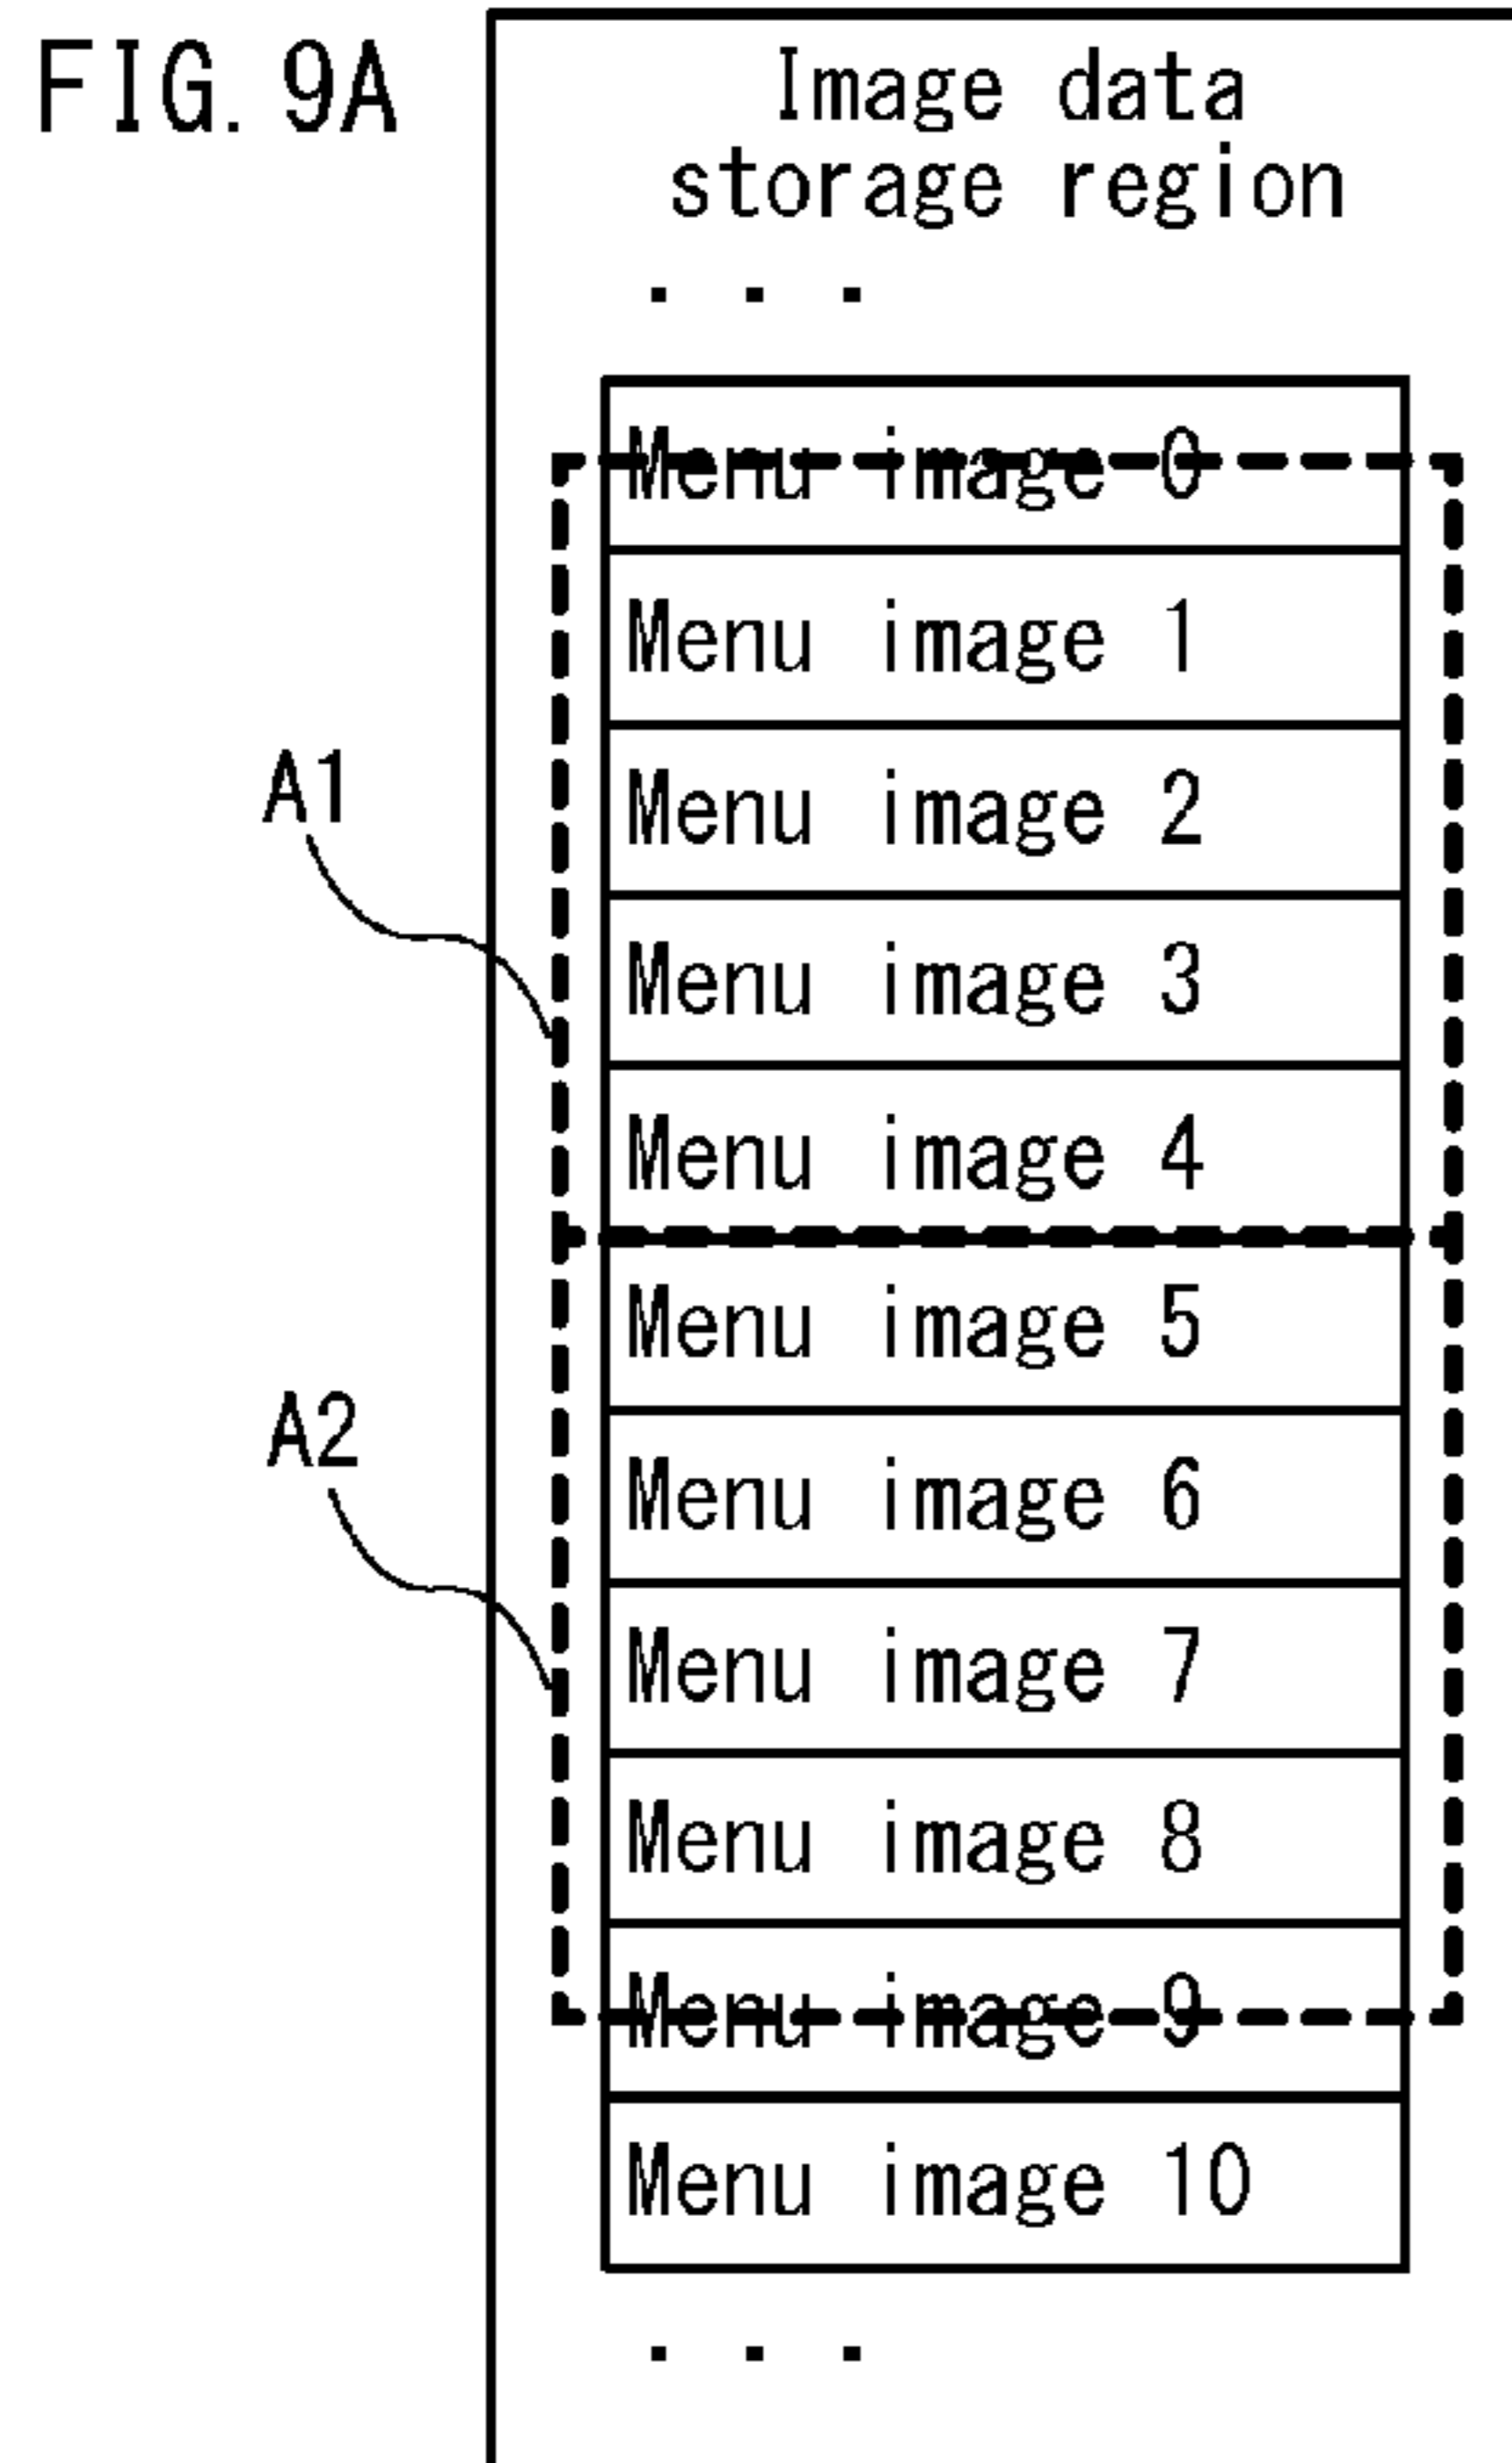 FIG. 9A
Image data
storage region
. . .
Menu image 0
Menu image 1
Menu image 2
A1
Menu image 3
Menu image 4
Menu image 5
A2
Menu image 6
Menu image 7
Menu image 8
Menu image 9
Menu image 10
. . .